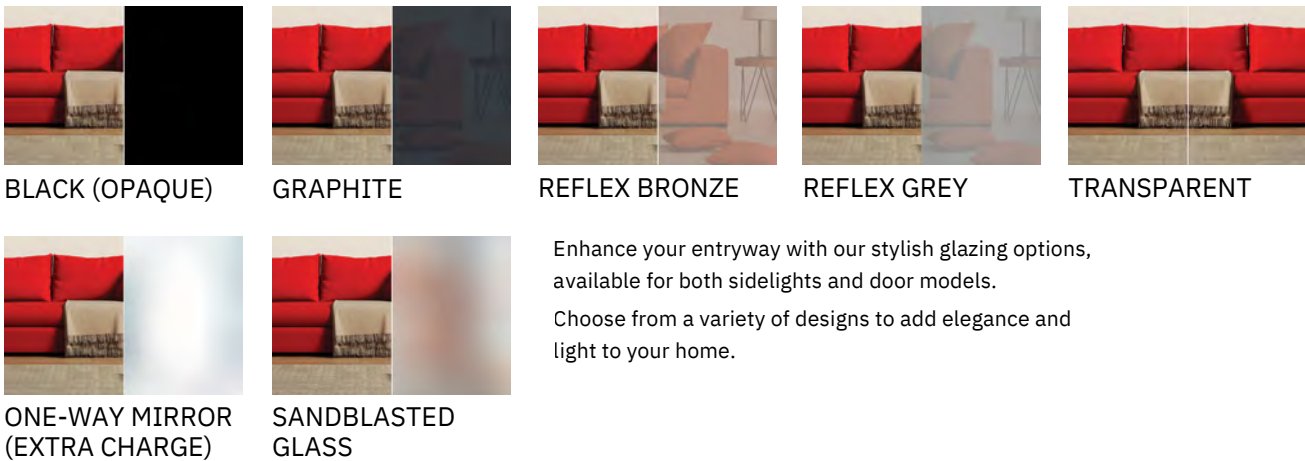 BLACK (OPAQUE)
GRAPHITE
REFLEX BRONZE
REFLEX GREY
TRANSPARENT
ONE-WAY MIRROR
(EXTRA CHARGE)
SANDBLASTED
GLASS
Enhance your entryway with our stylish glazing options,
available for both sidelights and door models.
Choose from a variety of designs to add elegance and
light to your home.